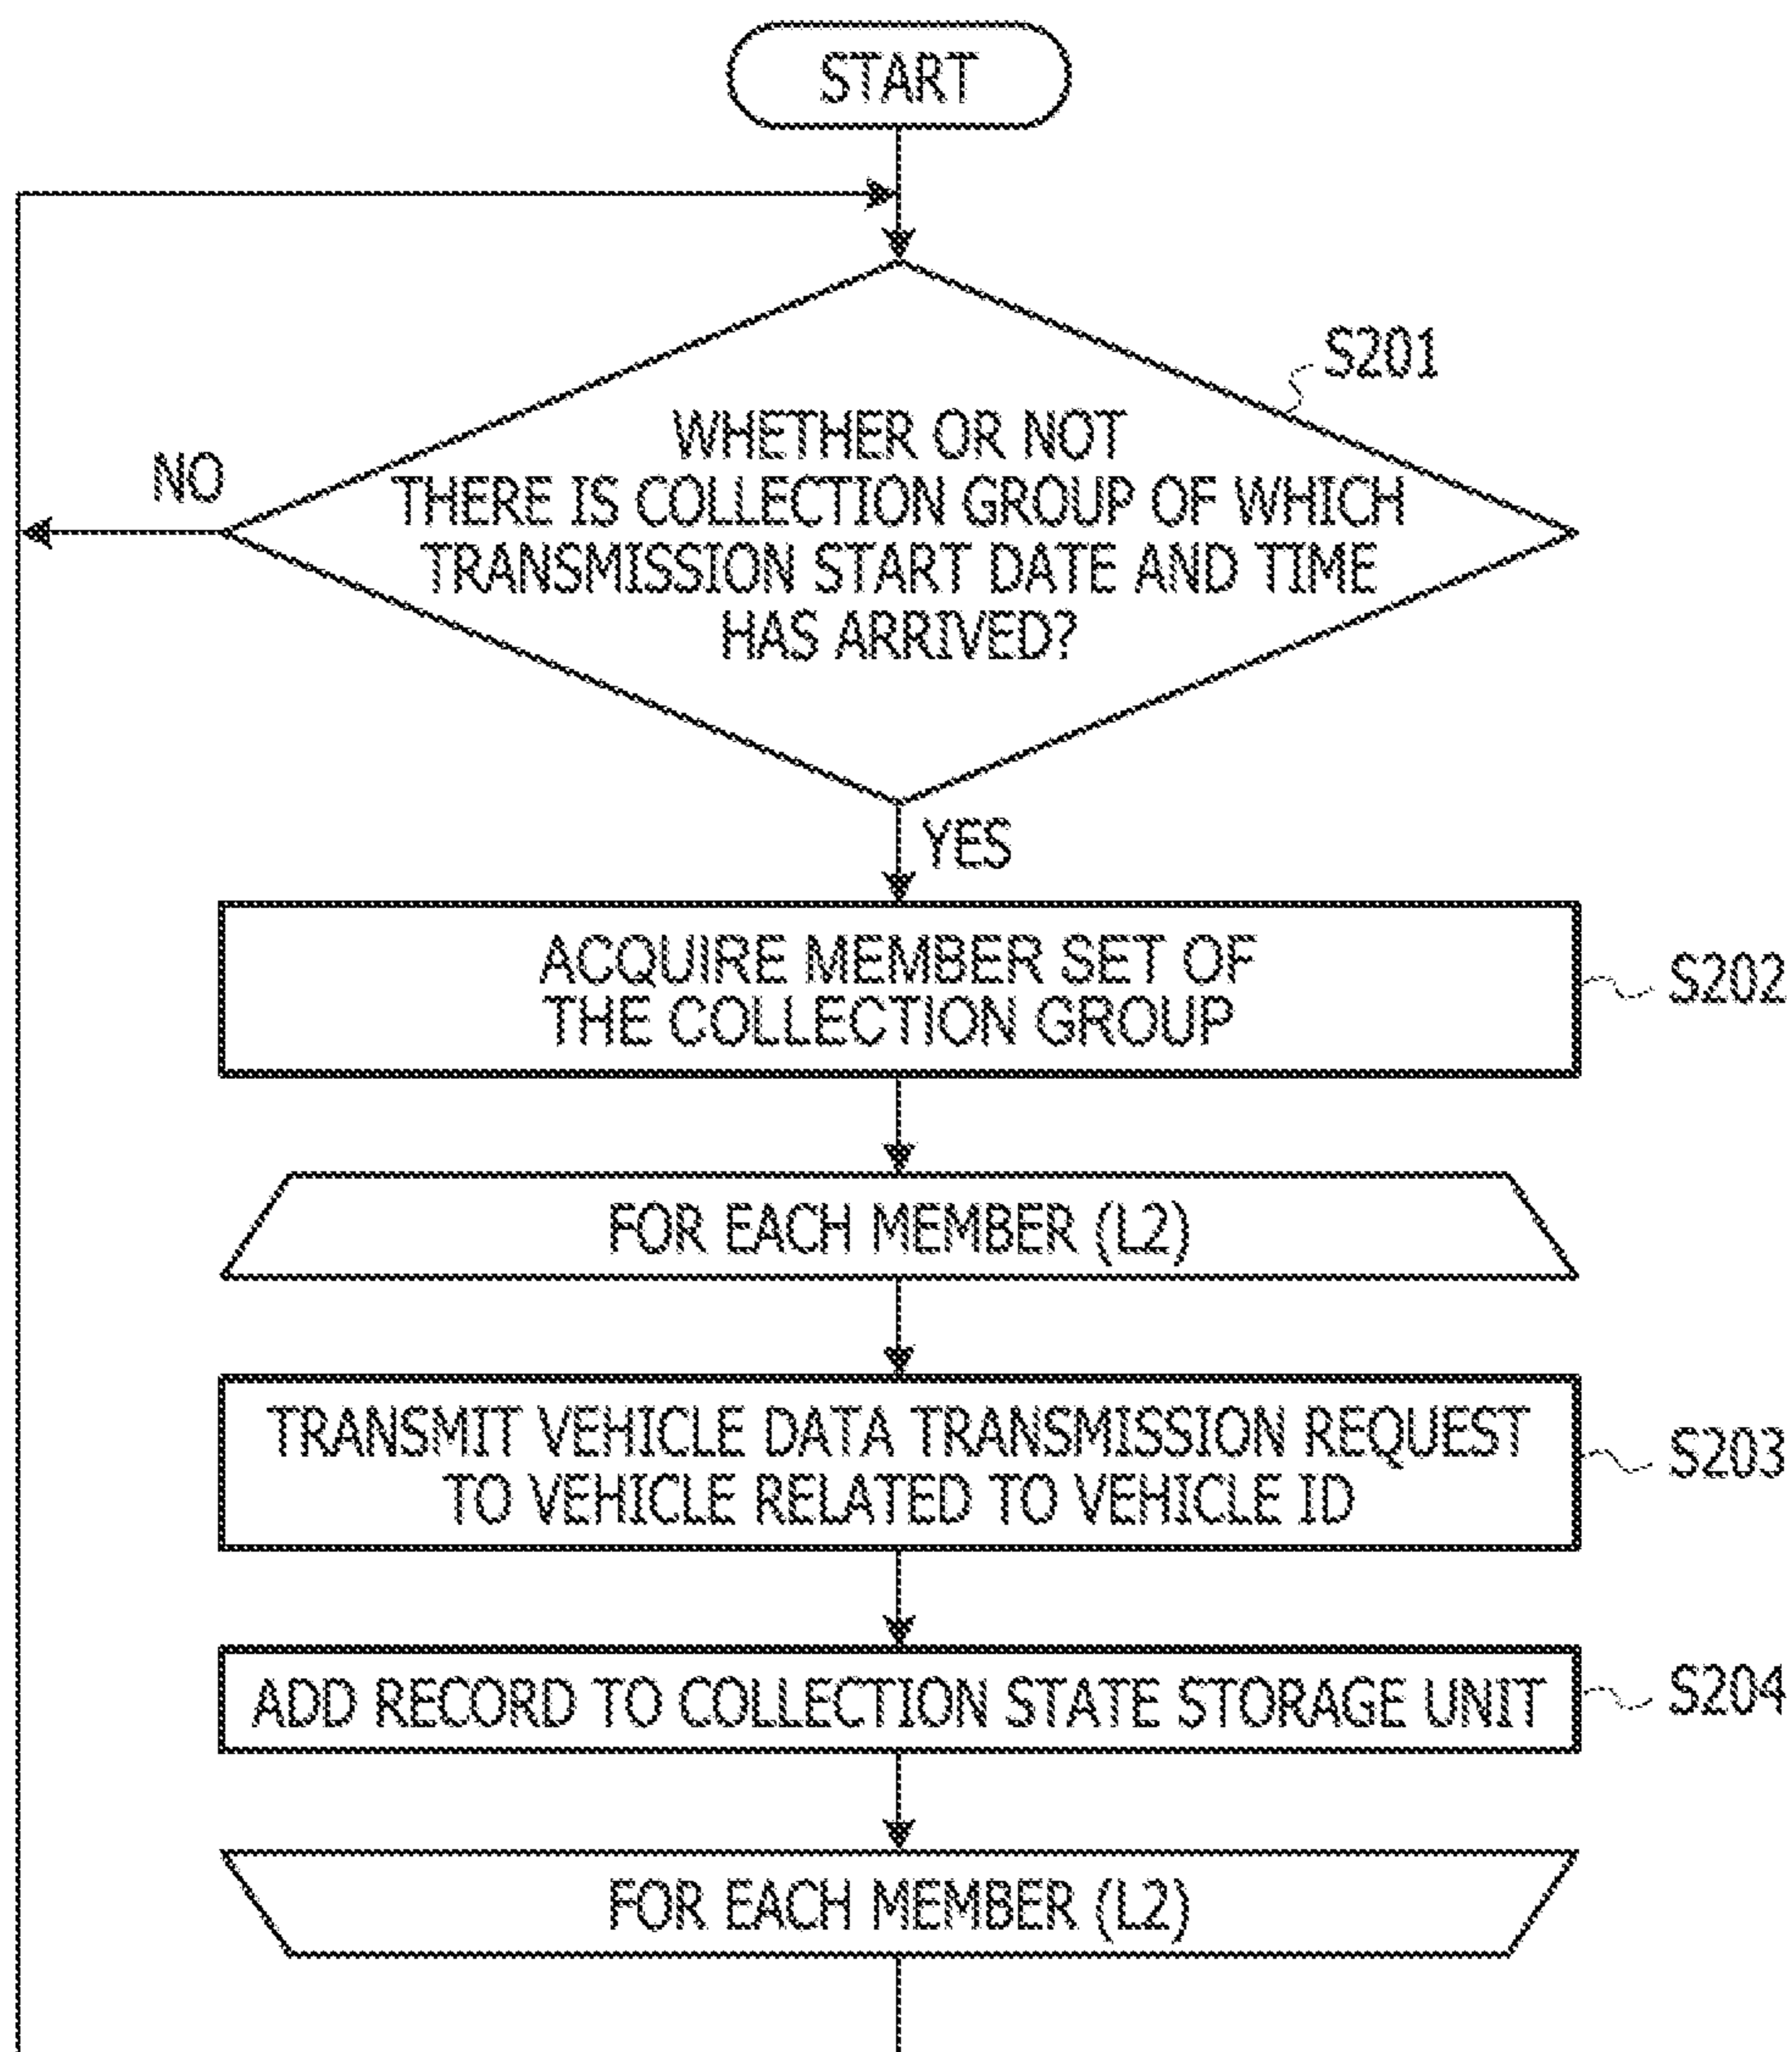 START
S201
WHETHER OR NOT
THERE IS COLLECTION GROUP OF WHICH
TRANSMISSION START DATE AND TIME
HAS ARRIVED?
NO
YES
ACQUIRE MEMBER SET OF
THE COLLECTION GROUP
S202
FOR EACH MEMBER (L2)
TRANSMIT VEHICLE DATA TRANSMISSION REQUEST
TO VEHICLE RELATED TO VEHICLE ID
S203
ADD RECORD TO COLLECTION STATE STORAGE UNIT
S204
FOR EACH MEMBER (L2)